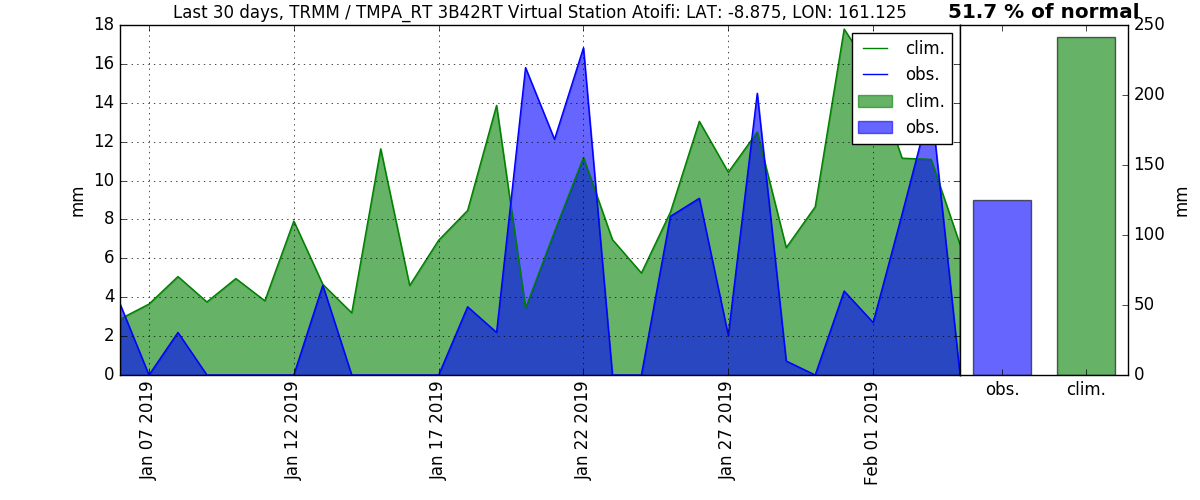 Last 30 days, TRMM / TMPA_RT 3B42RT Virtual Station Atoifi: LAT: -8.875, LON: 161.125
51.7 % of normal
18
16
14
12
10
8
6
4
2
0
mm
clim.
obs.
clim.
obs.
250
200
150
100
50
0
mm
Jan 07 2019
Jan 12 2019
Jan 17 2019
Jan 22 2019
Jan 27 2019
Feb 01 2019
obs.
clim.